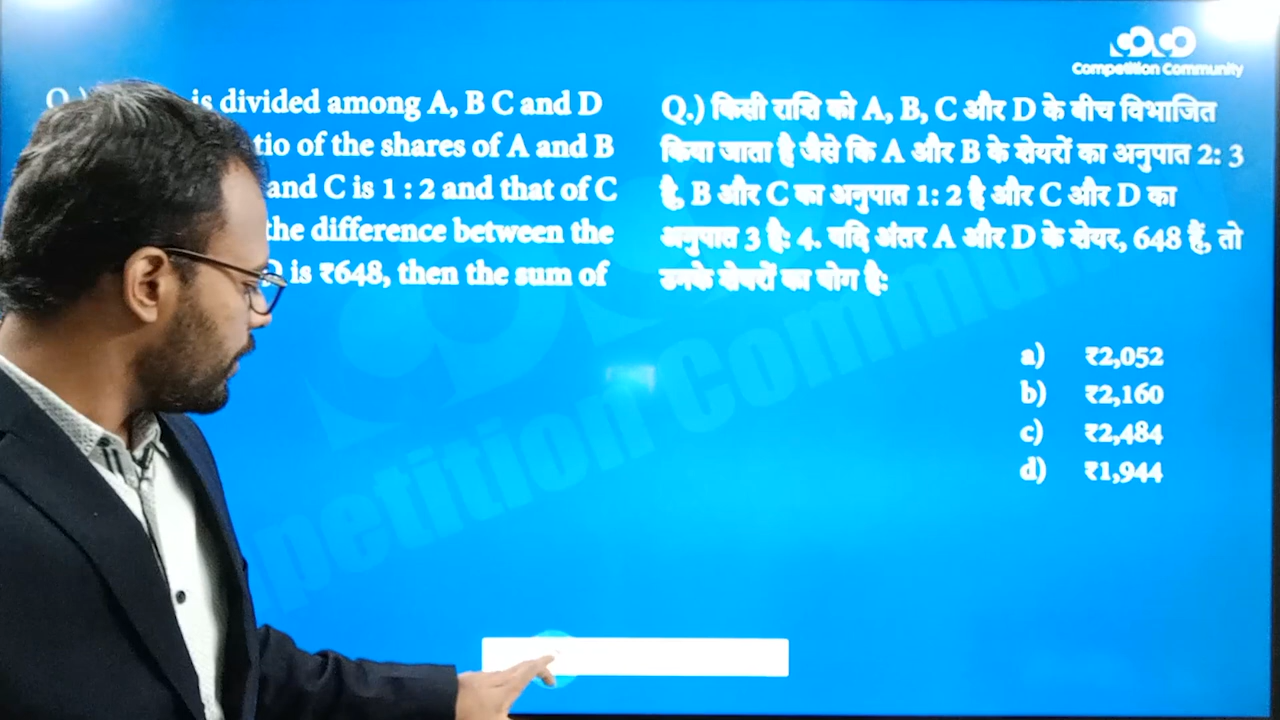 Competition Community
Q.) is divided among A, B C and D
tio of the shares of A and B
and C is 1 : 2 and that of C
the difference between the
D is ₹648, then the sum of
Q.) किसी राशि को A, B, C और D के बीच विभाजित
किया जाता है जैसे कि A और B के शेयरों का अनुपात 2: 3
है, B और C का अनुपात 1: 2 है और C और D का
अनुपात 3 है: 4. यदि अंतर A और D के शेयर, 648 हैं, तो
उनके शेयरों का योग है:
a) ₹2,052
b) ₹2,160
c) ₹2,484
d) ₹1,944
petition Community